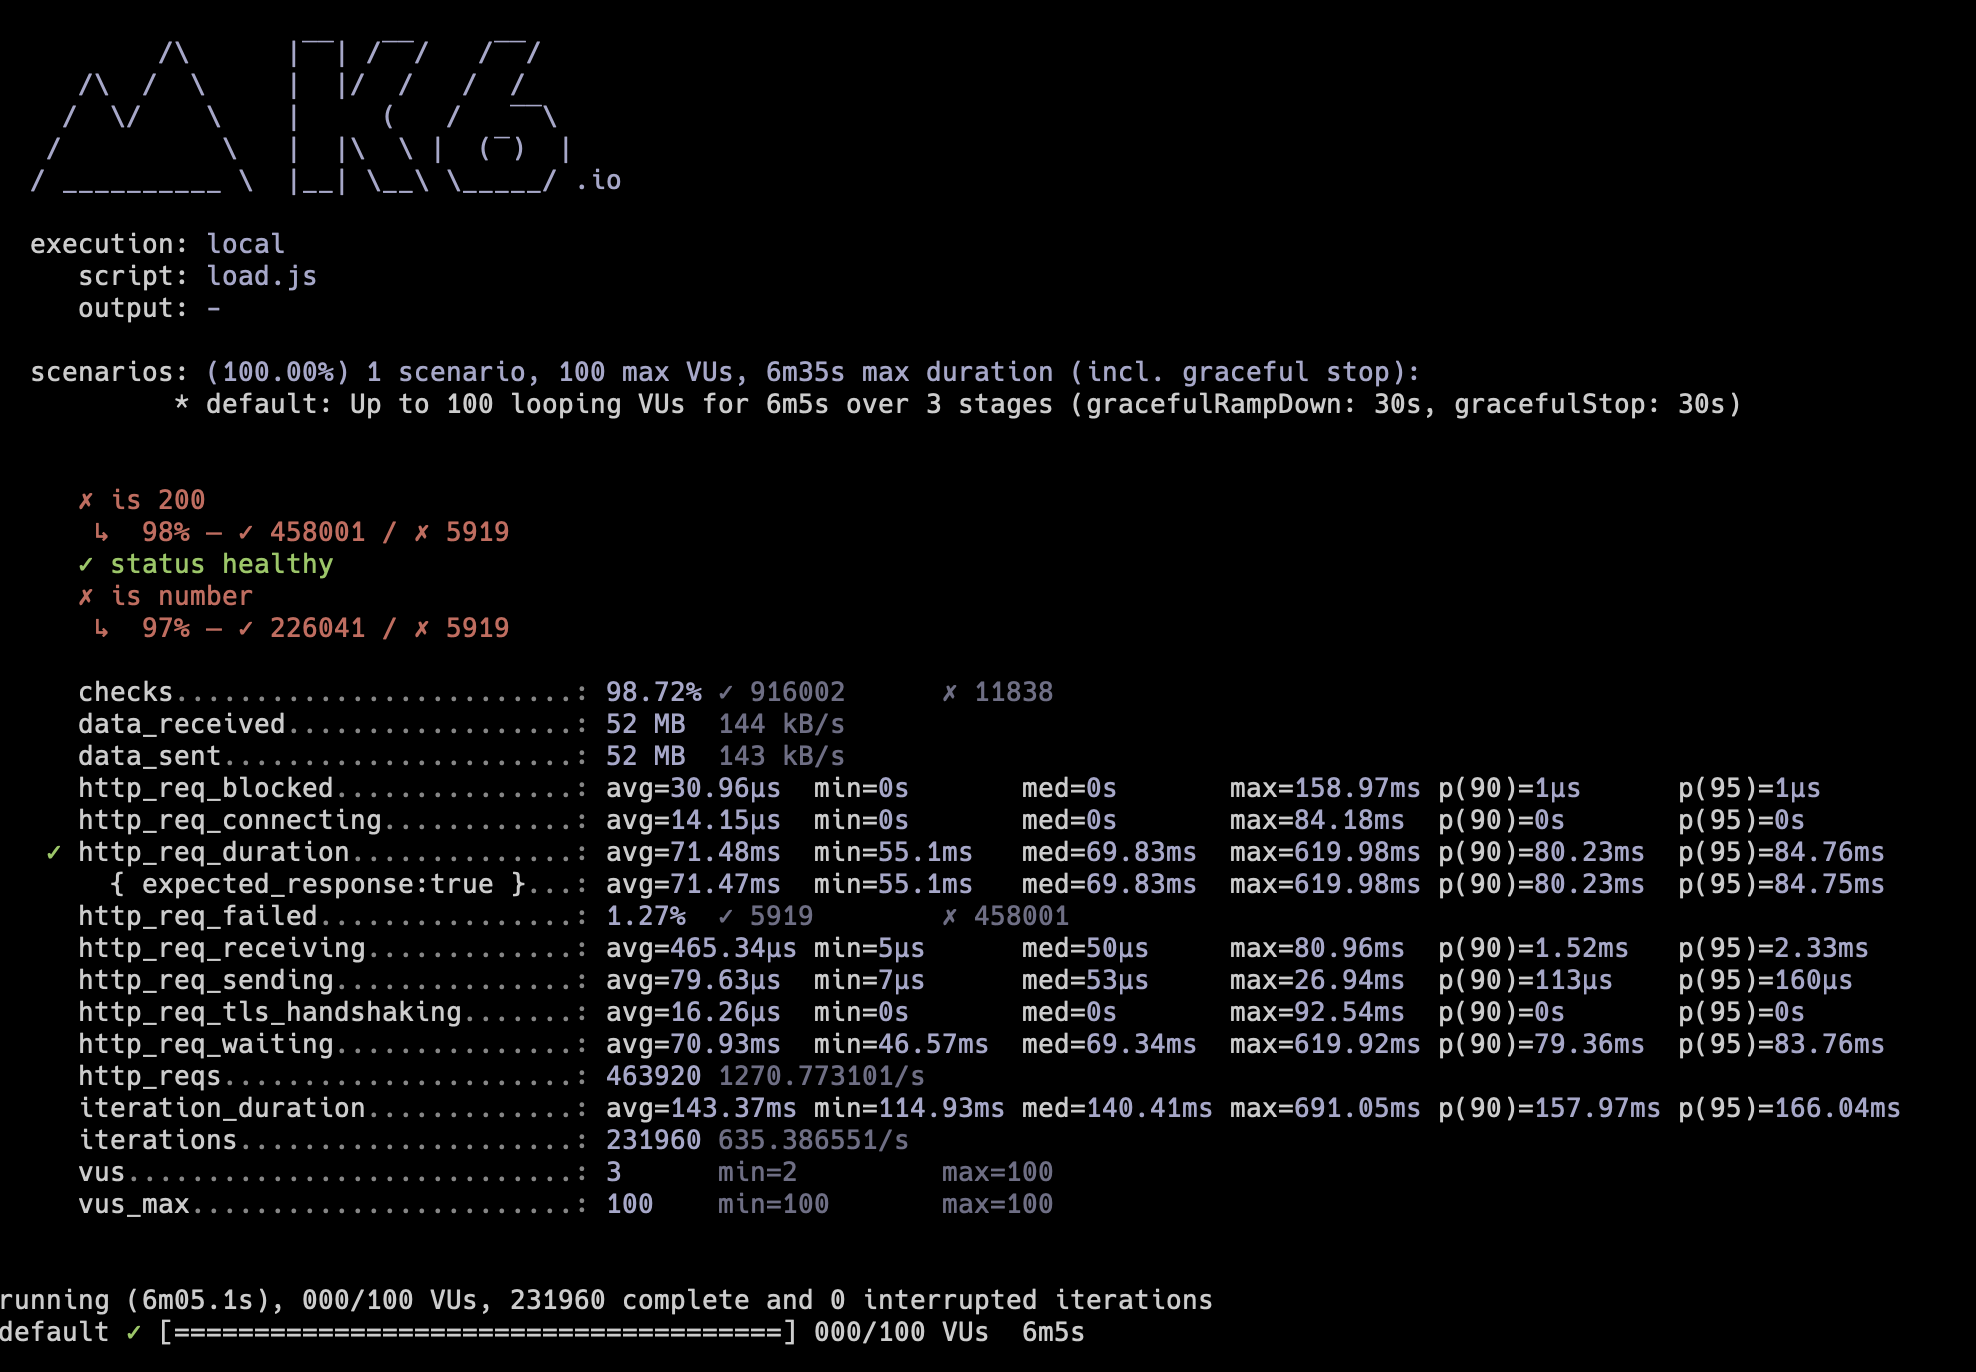 /\      |‾‾| /‾‾/   /‾‾/
     /\  /  \     |  |/  /   /  /
    /  \/    \    |     (   /   ‾‾\
   /          \   |  |\  \ |  (‾)  |
  / __________ \  |__| \__\ \_____/ .io
execution: local
script: load.js
output: -
scenarios: (100.00%) 1 scenario, 100 max VUs, 6m35s max duration (incl. graceful stop):
* default: Up to 100 looping VUs for 6m5s over 3 stages (gracefulRampDown: 30s, gracefulStop: 30s)
✗ is 200
↳  98% — ✓ 458001 / ✗ 5919
✓ status healthy
✗ is number
↳  97% — ✓ 226041 / ✗ 5919
checks.........................: 98.72% ✓ 916002      ✗ 11838
data_received..................: 52 MB  144 kB/s
data_sent......................: 52 MB  143 kB/s
http_req_blocked...............: avg=30.96µs  min=0s       med=0s       max=158.97ms p(90)=1µs      p(95)=1µs
http_req_connecting............: avg=14.15µs  min=0s       med=0s       max=84.18ms  p(90)=0s       p(95)=0s
✓ http_req_duration..............: avg=71.48ms  min=55.1ms   med=69.83ms  max=619.98ms p(90)=80.23ms  p(95)=84.76ms
{ expected_response:true }...: avg=71.47ms  min=55.1ms   med=69.83ms  max=619.98ms p(90)=80.23ms  p(95)=84.75ms
http_req_failed................: 1.27%  ✓ 5919        ✗ 458001
http_req_receiving.............: avg=465.34µs min=5µs      med=50µs     max=80.96ms  p(90)=1.52ms   p(95)=2.33ms
http_req_sending...............: avg=79.63µs  min=7µs      med=53µs     max=26.94ms  p(90)=113µs    p(95)=160µs
http_req_tls_handshaking.......: avg=16.26µs  min=0s       med=0s       max=92.54ms  p(90)=0s       p(95)=0s
http_req_waiting...............: avg=70.93ms  min=46.57ms  med=69.34ms  max=619.92ms p(90)=79.36ms  p(95)=83.76ms
http_reqs......................: 463920 1270.773101/s
iteration_duration.............: avg=143.37ms min=114.93ms med=140.41ms max=691.05ms p(90)=157.97ms p(95)=166.04ms
iterations.....................: 231960 635.386551/s
vus............................: 3      min=2         max=100
vus_max........................: 100    min=100       max=100
running (6m05.1s), 000/100 VUs, 231960 complete and 0 interrupted iterations
default ✓ [======================================] 000/100 VUs  6m5s